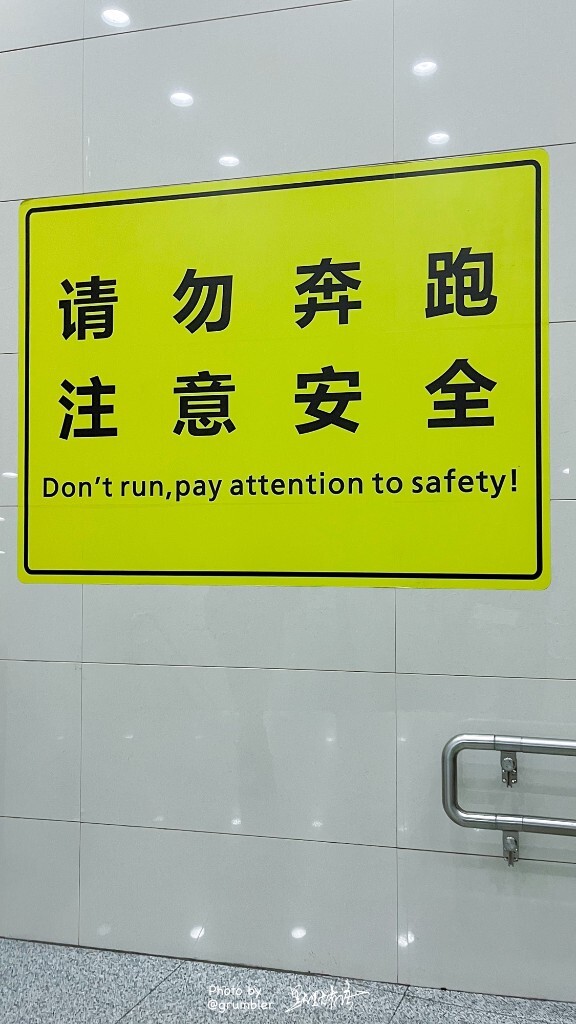 请勿奔跑
注意安全
Don't run,pay attention to safety!
Photo by
@grumbler